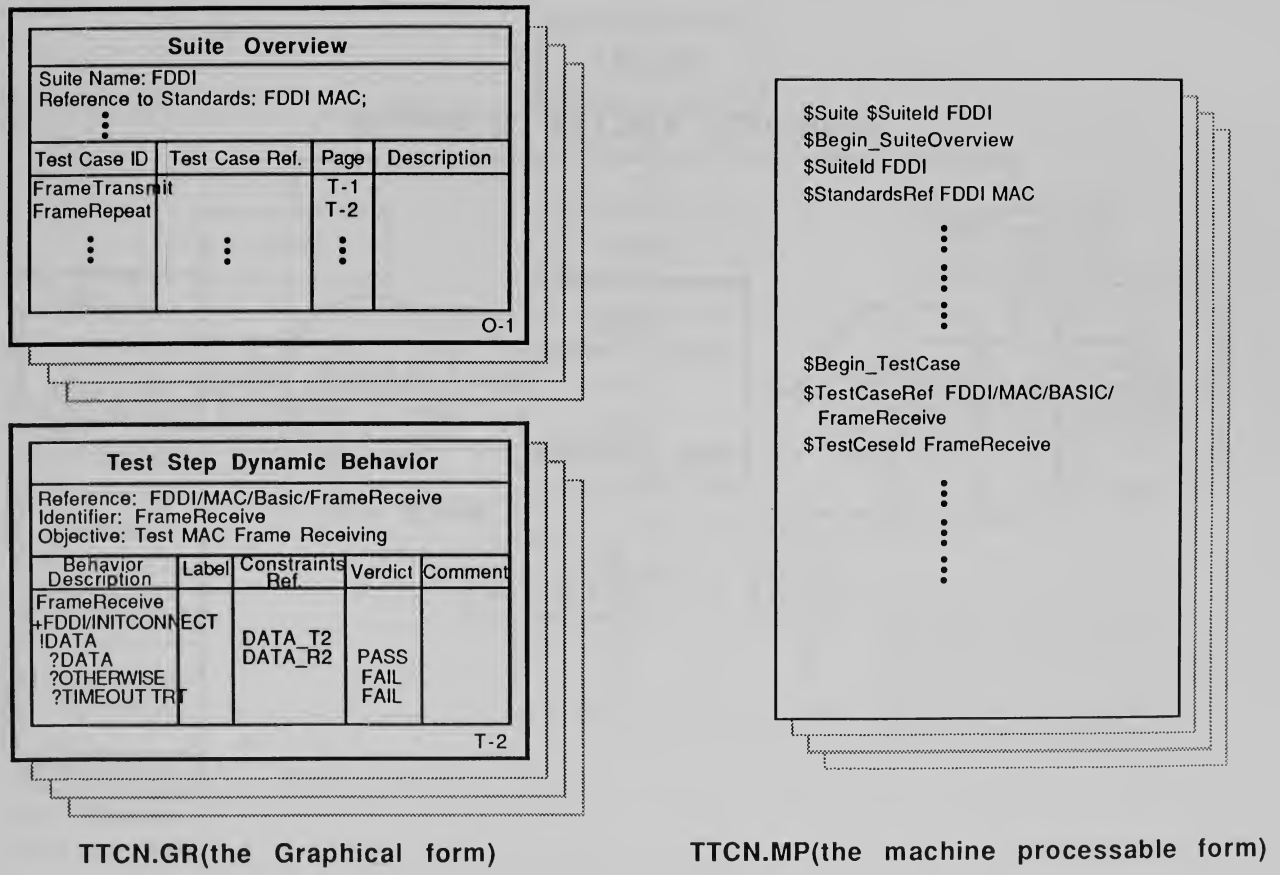 Suite Overview
Suite Name: FDDI
Reference to Standards: FDDI MAC;
Test Case ID Test Case Ref. Page Description
FrameTransmit T-1
FrameRepeat T-2
O-1
Test Step Dynamic Behavior
Reference: FDDI/MAC/Basic/FrameReceive
Identifier: FrameReceive
Objective: Test MAC Frame Receiving
Behavior Description Label Constraints Ref. Verdict Comment
FrameReceive
+FDDI/INITCONNECT
!DATA DATA_T2
?DATA DATA_R2 PASS
?OTHERWISE FAIL
?TIMEOUT TRT FAIL
T-2
TTCN.GR(the Graphical form)
$Suite $SuiteId FDDI
$Begin_SuiteOverview
$SuiteId FDDI
$StandardsRef FDDI MAC
$Begin_TestCase
$TestCaseRef FDDI/MAC/BASIC/
FrameReceive
$TestCeseId FrameReceive
TTCN.MP(the machine processable form)